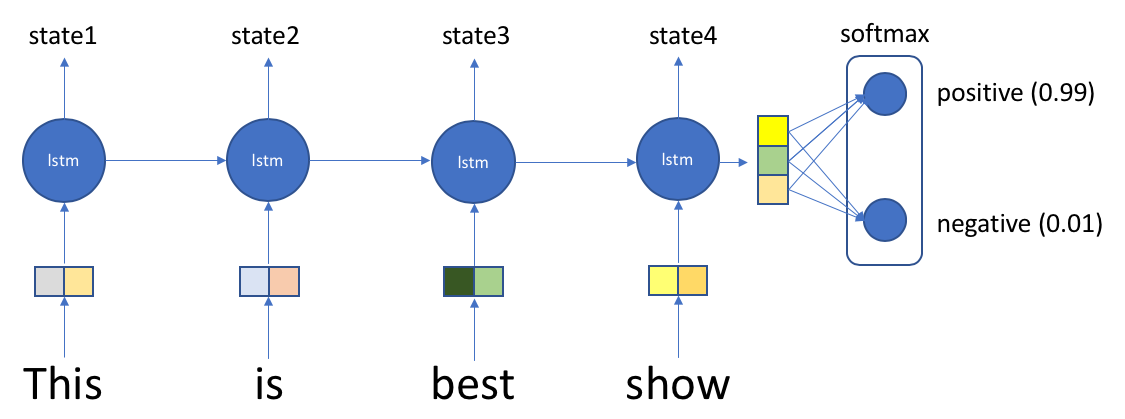 state1
state2
state3
state4
softmax
positive (0.99)
lstm
lstm
lstm
lstm
negative (0.01)
This
is
best
show